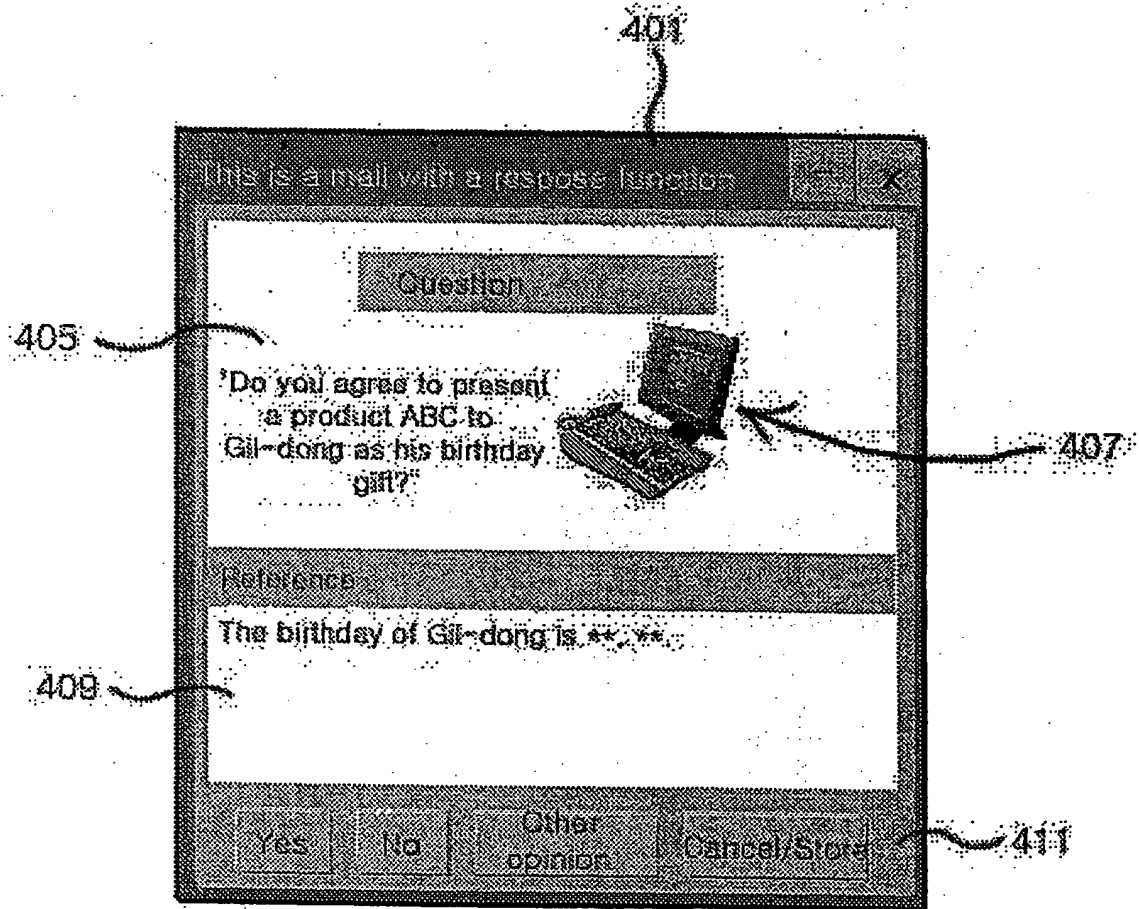 401
This is a mail with a respose function
X
Question
405
"Do you agree to present
a product ABC to
Gil-dong as his birthday
gift?"
407
Reference
The birthday of Gil-dong is **, **.
409
Yes
No
Other
opinion
Cancel/Store
411